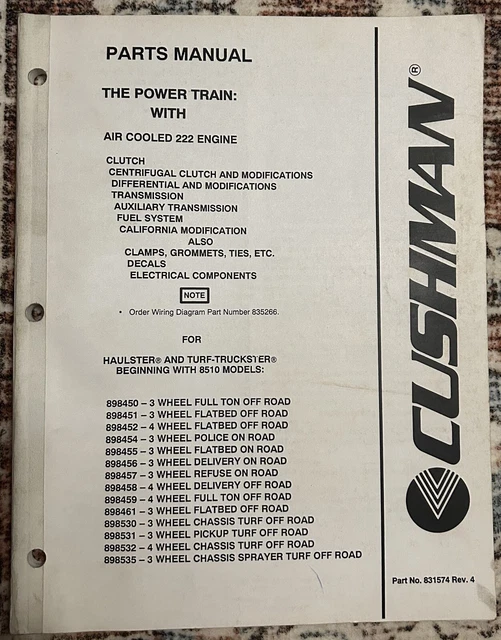 PARTS MANUAL
THE POWER TRAIN:
WITH
AIR COOLED 222 ENGINE
CLUTCH
CENTRIFUGAL CLUTCH AND MODIFICATIONS
DIFFERENTIAL AND MODIFICATIONS
TRANSMISSION
AUXILIARY TRANSMISSION
FUEL SYSTEM
CALIFORNIA MODIFICATION
ALSO
CLAMPS, GROMMETS, TIES, ETC.
DECALS
ELECTRICAL COMPONENTS
NOTE
• Order Wiring Diagram Part Number 835266.
FOR
HAULSTER® AND TURF-TRUCKSTER®
BEGINNING WITH 8510 MODELS:
898450 – 3 WHEEL FULL TON OFF ROAD
898451 – 3 WHEEL FLATBED OFF ROAD
898452 – 4 WHEEL FLATBED OFF ROAD
898454 – 3 WHEEL POLICE ON ROAD
898455 – 3 WHEEL FLATBED ON ROAD
898456 – 3 WHEEL DELIVERY ON ROAD
898457 – 3 WHEEL REFUSE ON ROAD
898458 – 4 WHEEL DELIVERY OFF ROAD
898459 – 4 WHEEL FULL TON OFF ROAD
898461 – 3 WHEEL FLATBED OFF ROAD
898530 – 3 WHEEL CHASSIS TURF OFF ROAD
898531 – 3 WHEEL PICKUP TURF OFF ROAD
898532 – 4 WHEEL CHASSIS TURF OFF ROAD
898535 – 3 WHEEL CHASSIS SPRAYER TURF OFF ROAD
CUSHMAN®
Part No. 831574 Rev. 4